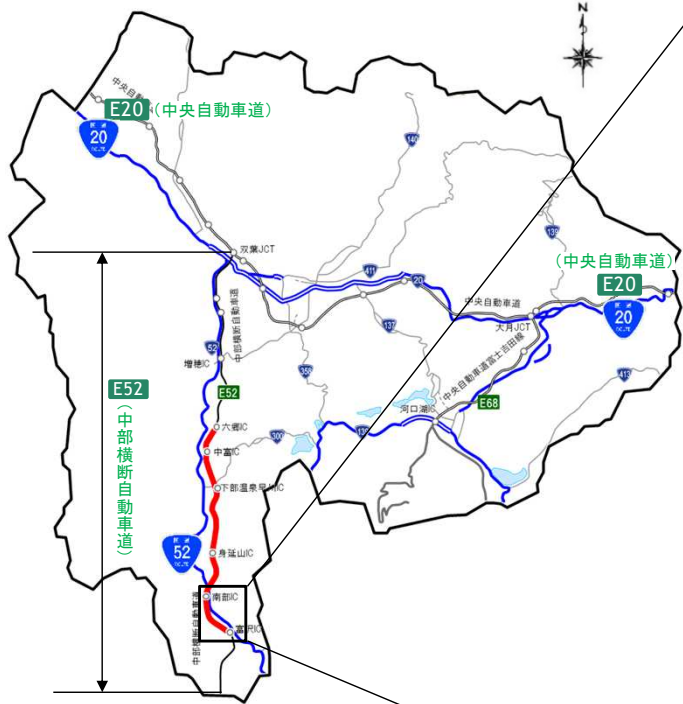 N
中央自動車道
E20（中央自動車道）
国道
20
ROUTE
140
双葉JCT
139
411
20
（中央自動車道）
E20
中央自動車道
国道
20
ROUTE
大月JCT
中部横断自動車道
137
52
増穂IC
358
中央自動車道富士吉田線
413
E52
（中部横断自動車道）
E52
河口湖IC
E68
六郷IC
300
中富IC
下部温泉早川IC
国道
52
ROUTE
身延山IC
南部IC
中部横断自動車道
富沢IC